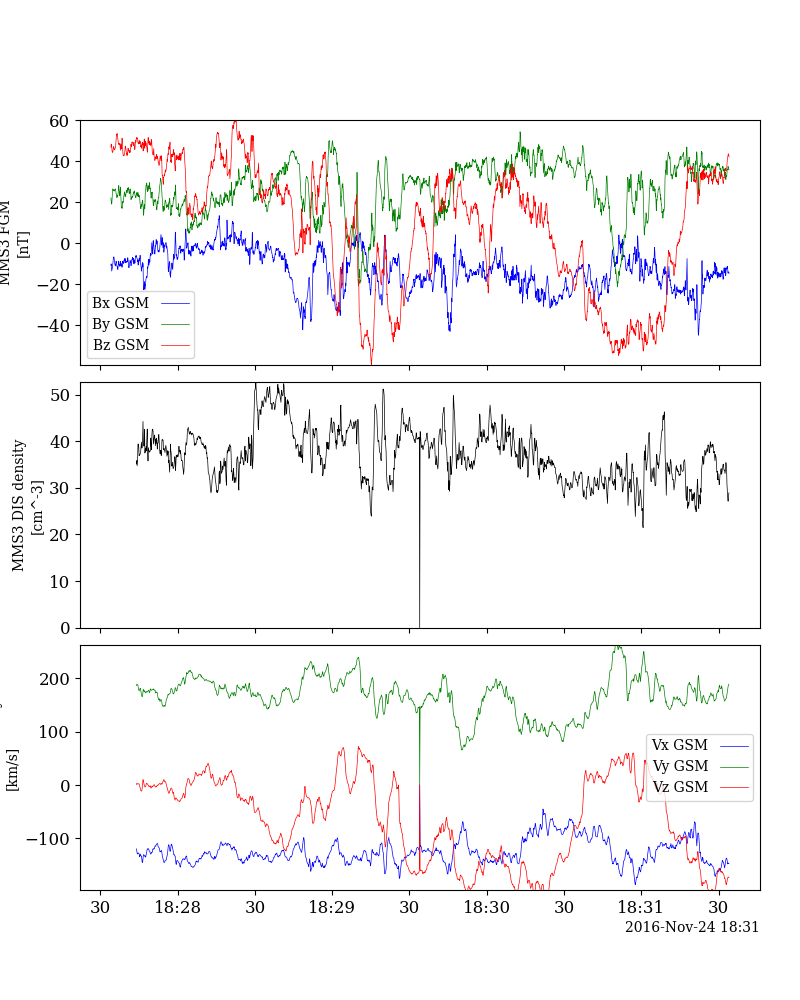 60
40
20
0
−20
−40
MMS3 FGM
[nT]
Bx GSM
By GSM
Bz GSM
50
40
30
20
10
0
MMS3 DIS density
[cm^-3]
200
100
0
−100
[km/s]
Vx GSM
Vy GSM
Vz GSM
30 18:28 30 18:29 30 18:30 30 18:31 30
2016-Nov-24 18:31